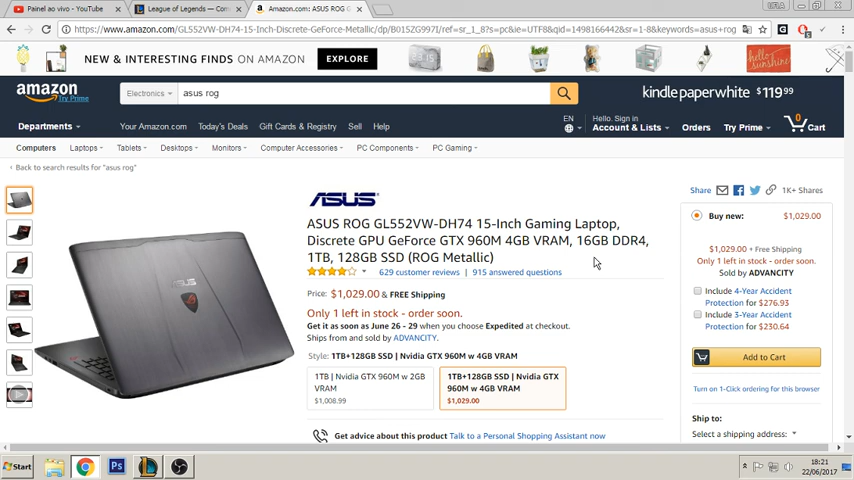 Painel ao vivo - YouTube
League of Legends — Com
Amazon.com: ASUS ROG G
UFLA
https://www.amazon.com/GL552VW-DH74-15-Inch-Discrete-GeForce-Metallic/dp/B015ZG997I/ref=sr_1_8?s=pc&ie=UTF8&qid=1498166442&sr=1-8&keywords=asus+rog
NEW & INTERESTING FINDS ON AMAZON
EXPLORE
hello sunshine
amazon
Try Prime
Electronics
asus rog
kindle paperwhite $119.99
Departments
Your Amazon.com
Today's Deals
Gift Cards & Registry
Sell
Help
EN
Hello. Sign in
Account & Lists
Orders
Try Prime
0
Cart
Computers
Laptops
Tablets
Desktops
Monitors
Computer Accessories
PC Components
PC Gaming
‹ Back to search results for "asus rog"
ASUS
ASUS ROG GL552VW-DH74 15-Inch Gaming Laptop,
Discrete GPU GeForce GTX 960M 4GB VRAM, 16GB DDR4,
1TB, 128GB SSD (ROG Metallic)
629 customer reviews | 915 answered questions
Price: $1,029.00 & FREE Shipping
Only 1 left in stock - order soon.
Get it as soon as June 26 - 29 when you choose Expedited at checkout.
Ships from and sold by ADVANCITY.
Style: 1TB+128GB SSD | Nvidia GTX 960M w 4GB VRAM
1TB | Nvidia GTX 960M w 2GB
VRAM
$1,008.99
1TB+128GB SSD | Nvidia GTX
960M w 4GB VRAM
$1,029.00
Get advice about this product Talk to a Personal Shopping Assistant now
Share
1K+ Shares
Buy new:
$1,029.00
$1,029.00 + Free Shipping
Only 1 left in stock - order soon.
Sold by ADVANCITY
Include 4-Year Accident
Protection for $276.93
Include 3-Year Accident
Protection for $230.64
Add to Cart
Turn on 1-Click ordering for this browser
Ship to:
Select a shipping address:
Start
Ps
18:21
22/06/2017